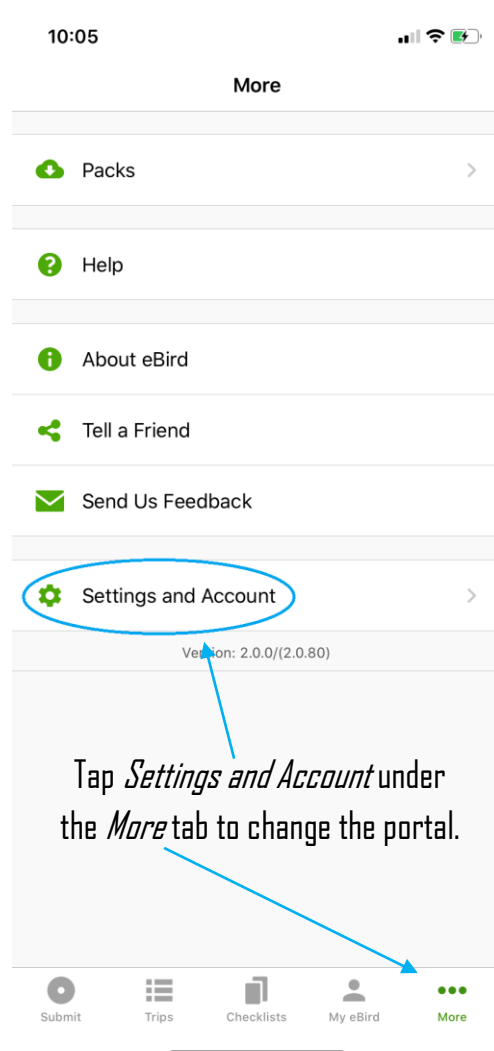 10:05
More
Packs
Help
About eBird
Tell a Friend
Send Us Feedback
Settings and Account
Version: 2.0.0/(2.0.80)
Tap Settings and Account under
the More tab to change the portal.
Submit Trips Checklists My eBird More